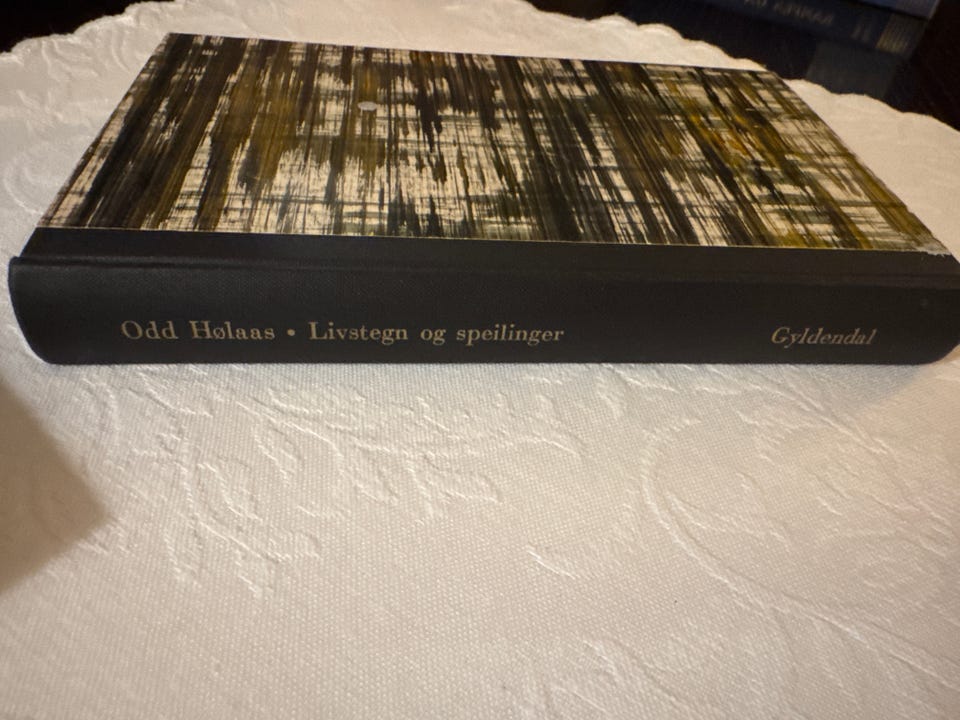 Odd Hølaas • Livstegn og speilinger Gyldendal